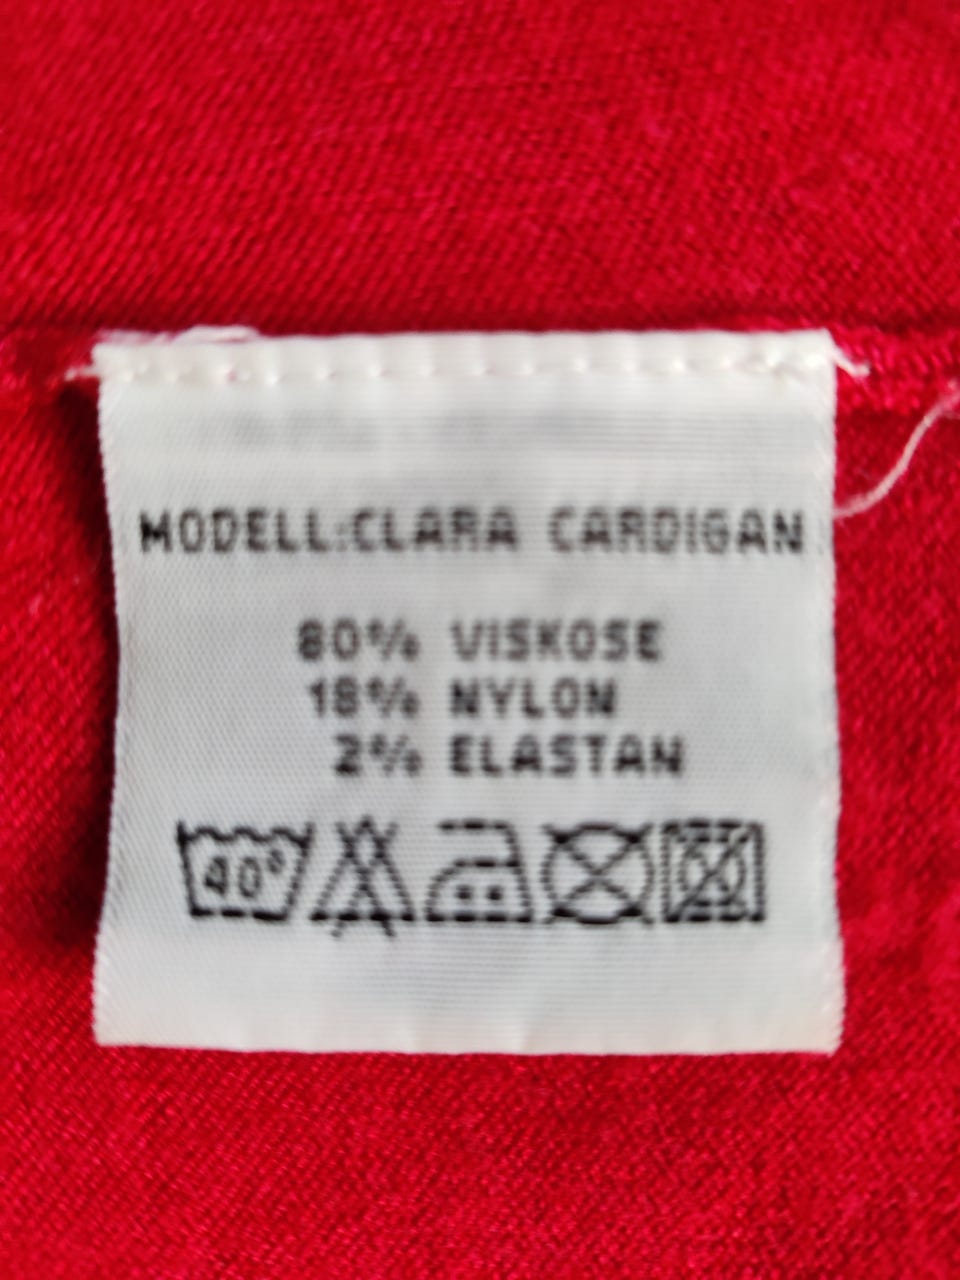 MODELL:CLARA CARDIGAN
80% VISKOSE
18% NYLON
2% ELASTAN
40°